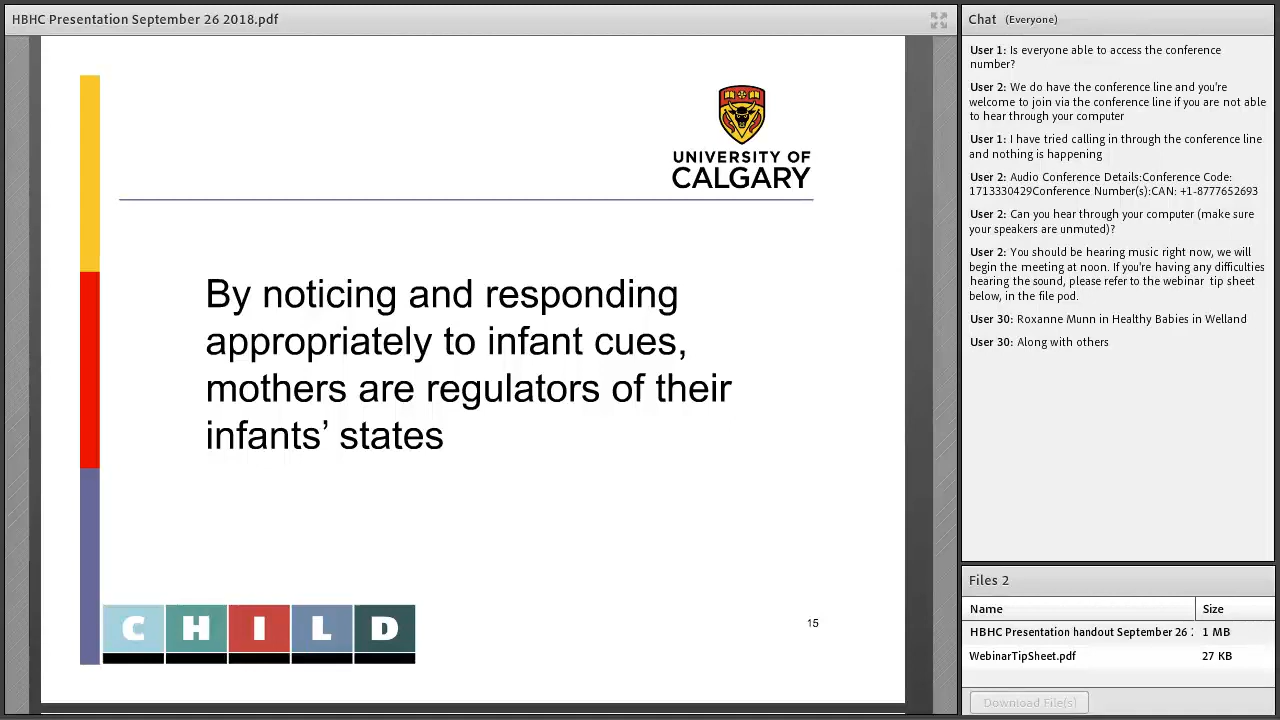 HBHC Presentation September 26 2018.pdf
UNIVERSITY OF
CALGARY
By noticing and responding
appropriately to infant cues,
mothers are regulators of their
infants’ states
C H I L D
15
Chat (Everyone)
User 1: Is everyone able to access the conference
number?
User 2: We do have the conference line and you're
welcome to join via the conference line if you are not able
to hear through your computer
User 1: I have tried calling in through the conference line
and nothing is happening
User 2: Audio Conference Details:Conference Code:
1713330429Conference Number(s):CAN: +1-8777652693
User 2: Can you hear through your computer (make sure
your speakers are unmuted)?
User 2: You should be hearing music right now, we will
begin the meeting at noon. If you're having any difficulties
hearing the sound, please refer to the webinar tip sheet
below, in the file pod.
User 30: Roxanne Munn in Healthy Babies in Welland
User 30: Along with others
Files 2
Name Size
HBHC Presentation handout September 26 1 MB
WebinarTipSheet.pdf 27 KB
Download File(s)